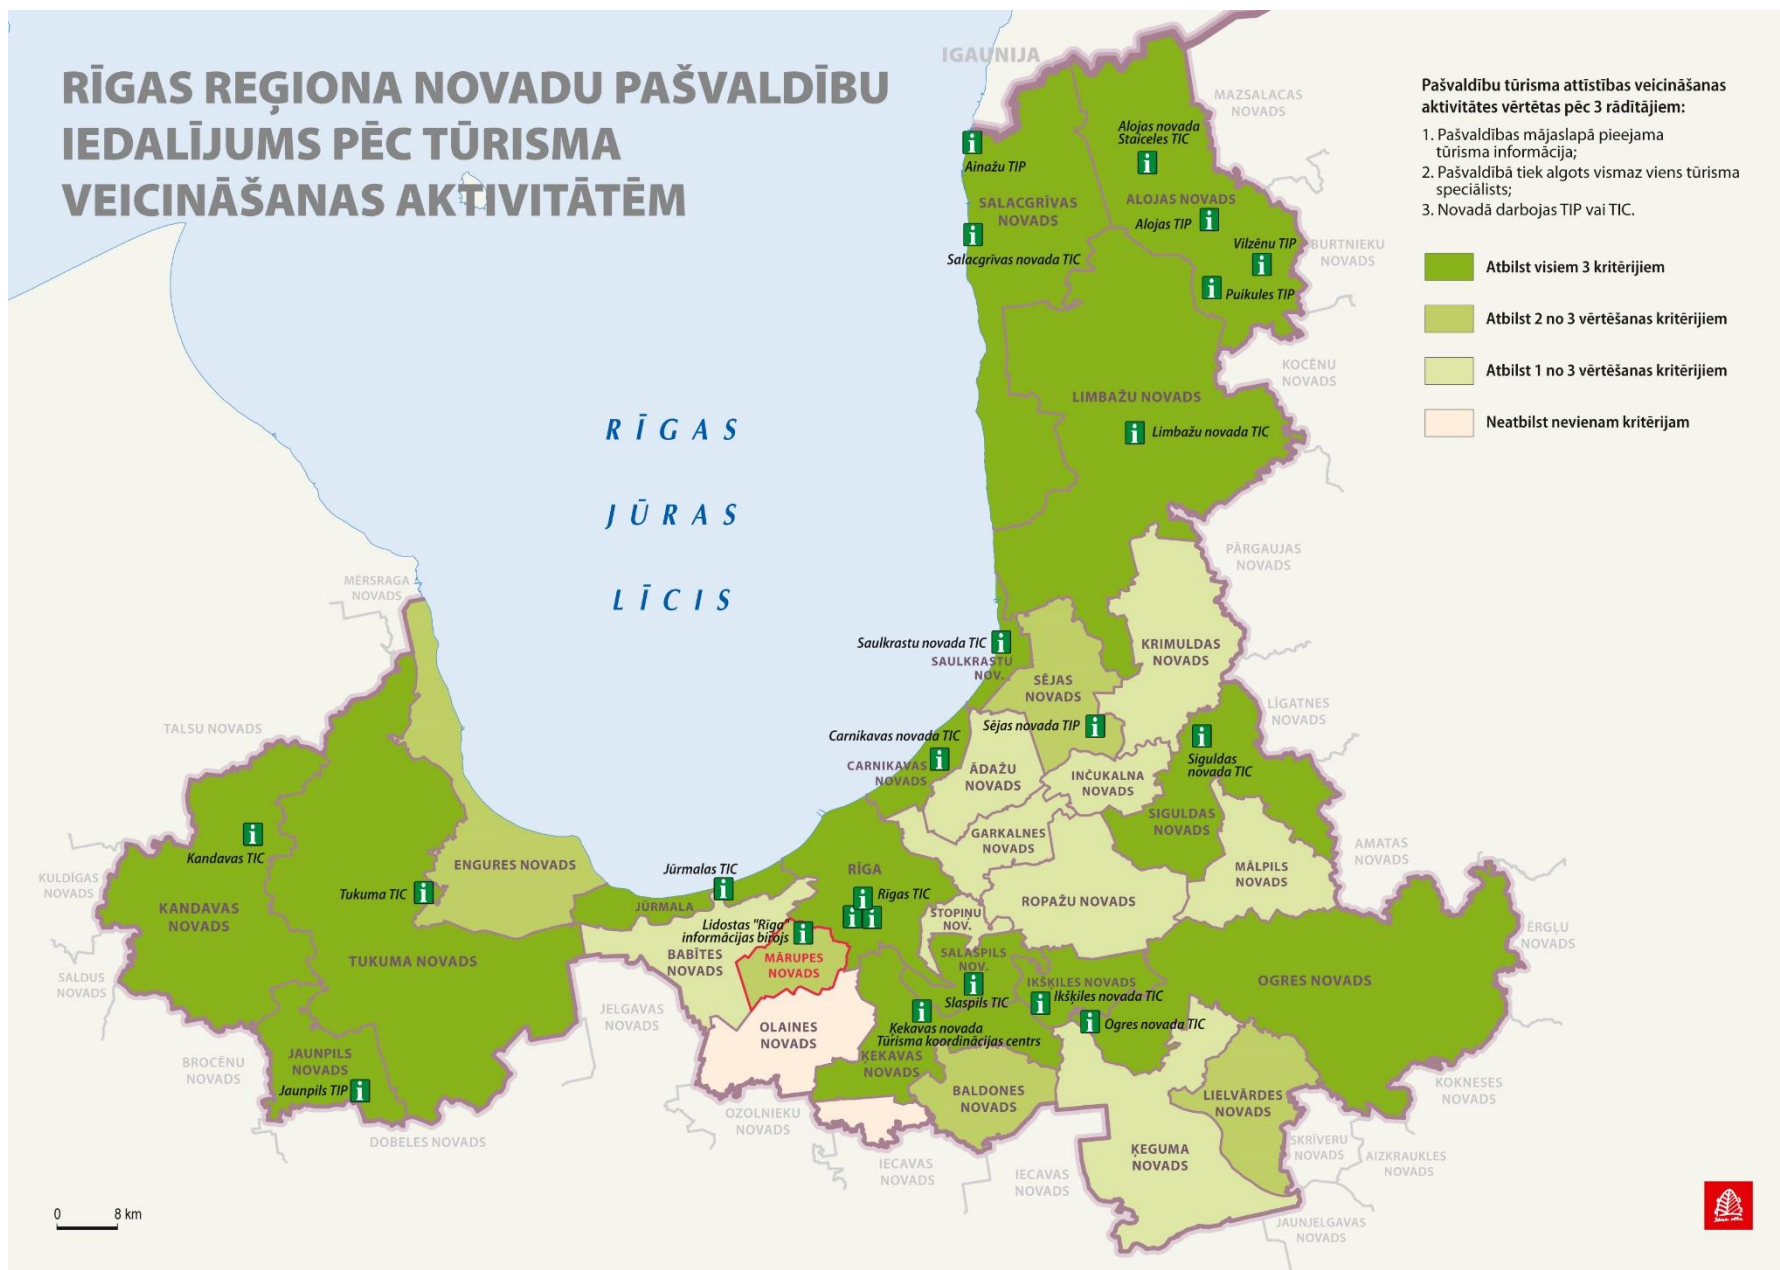 RĪGAS REĢIONA NOVADU PAŠVALDĪBU
IEDALĪJUMS PĒC TŪRISMA
VEICINĀŠANAS AKTIVITĀTĒM
IGAUNIJA
Pašvaldību tūrisma attīstības veicināšanas
aktivitātes vērtētas pēc 3 rādītājiem:
1. Pašvaldības mājaslapā pieejama
tūrisma informācija;
2. Pašvaldībā tiek algots vismaz viens tūrisma
speciālists;
3. Novadā darbojas TIP vai TIC.
Atbilst visiem 3 kritērijiem
Atbilst 2 no 3 vērtēšanas kritērijiem
Atbilst 1 no 3 vērtēšanas kritērijiem
Neatbilst nevienam kritērijam
MAZSALACAS
NOVADS
Alojas novada
Staiceles TIC
Ainažu TIP
SALACGRĪVAS
NOVADS
ALOJAS NOVADS
Alojas TIP
Vilzēnu TIP
BURTNIEKU
NOVADS
Salacgrīvas novada TIC
Puikules TIP
KOCĒNU
NOVADS
LIMBAŽU NOVADS
Limbažu novada TIC
RĪGAS
JŪRAS
LĪCIS
PĀRGAUJAS
NOVADS
MĒRSRAGA
NOVADS
Saulkrastu novada TIC
SAULKRASTU
NOV.
KRIMULDAS
NOVADS
SĒJAS
NOVADS
Sējas novada TIP
LĪGATNES
NOVADS
TALSU NOVADS
Carnikavas novada TIC
CARNIKAVAS
NOVADS
ĀDAŽU
NOVADS
INČUKALNA
NOVADS
Siguldas
novada TIC
SIGULDAS
NOVADS
GARKALNES
NOVADS
MĀLPILS
NOVADS
AMATAS
NOVADS
Kandavas TIC
KULDĪGAS
NOVADS
KANDAVAS
NOVADS
Tukuma TIC
ENGURES NOVADS
Jūrmalas TIC
JŪRMALA
RĪGA
Rīgas TIC
Lidostas "Rīga"
informācijas birojs
BABĪTES
NOVADS
MĀRUPES
NOVADS
STOPIŅU
NOV.
ROPAŽU NOVADS
SALASPILS
NOV.
Slaspils TIC
IKŠĶILES NOVADS
Ikšķiles novada TIC
Ogres novada TIC
OGRES NOVADS
ĒRGĻU
NOVADS
SALDUS
NOVADS
TUKUMA NOVADS
JELGAVAS
NOVADS
OLAINES
NOVADS
Ķekavas novada
Tūrisma koordinācijas centrs
ĶEKAVAS
NOVADS
BROCĒNU
NOVADS
JAUNPILS
NOVADS
Jaunpils TIP
DOBELES NOVADS
OZOLNIEKU
NOVADS
BALDONES
NOVADS
LIELVĀRDES
NOVADS
KOKNESES
NOVADS
ĶEGUMA
NOVADS
SKRĪVERU
NOVADS
AIZKRAUKLES
NOVADS
IECAVAS
NOVADS
IECAVAS
NOVADS
JAUNJELGAVAS
NOVADS
0 8 km